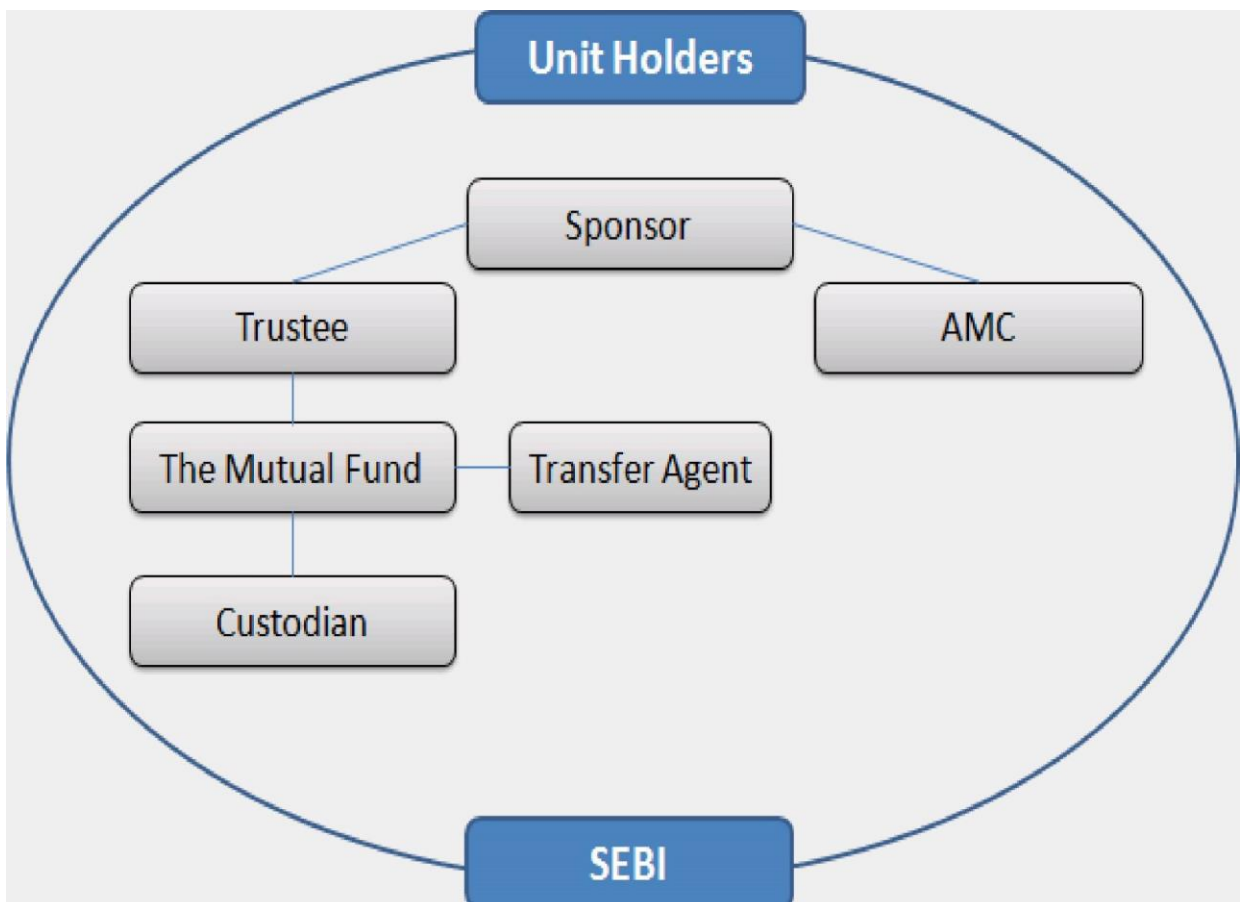 Unit Holders
Sponsor
Trustee
AMC
The Mutual Fund
Transfer Agent
Custodian
SEBI